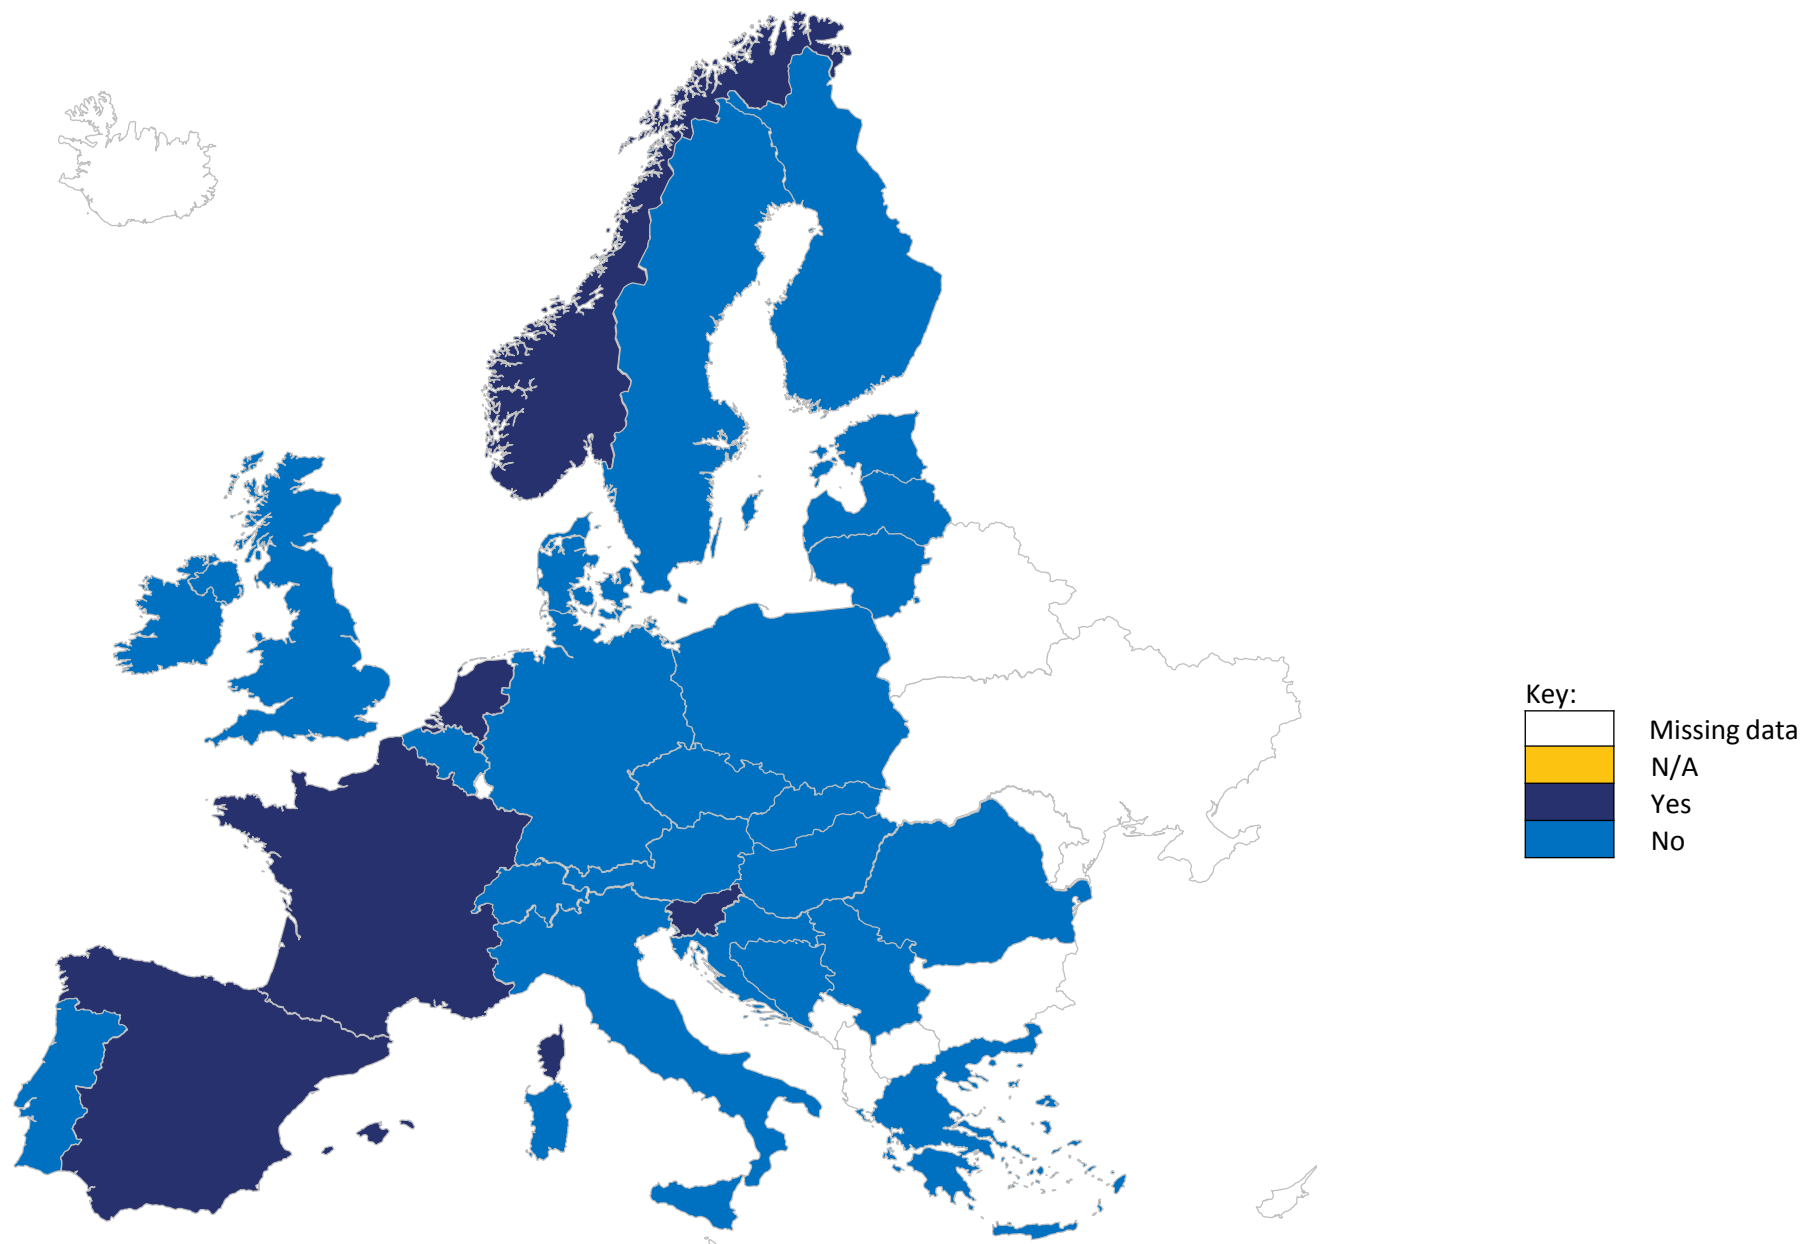 Key:
Missing data
N/A
Yes
No